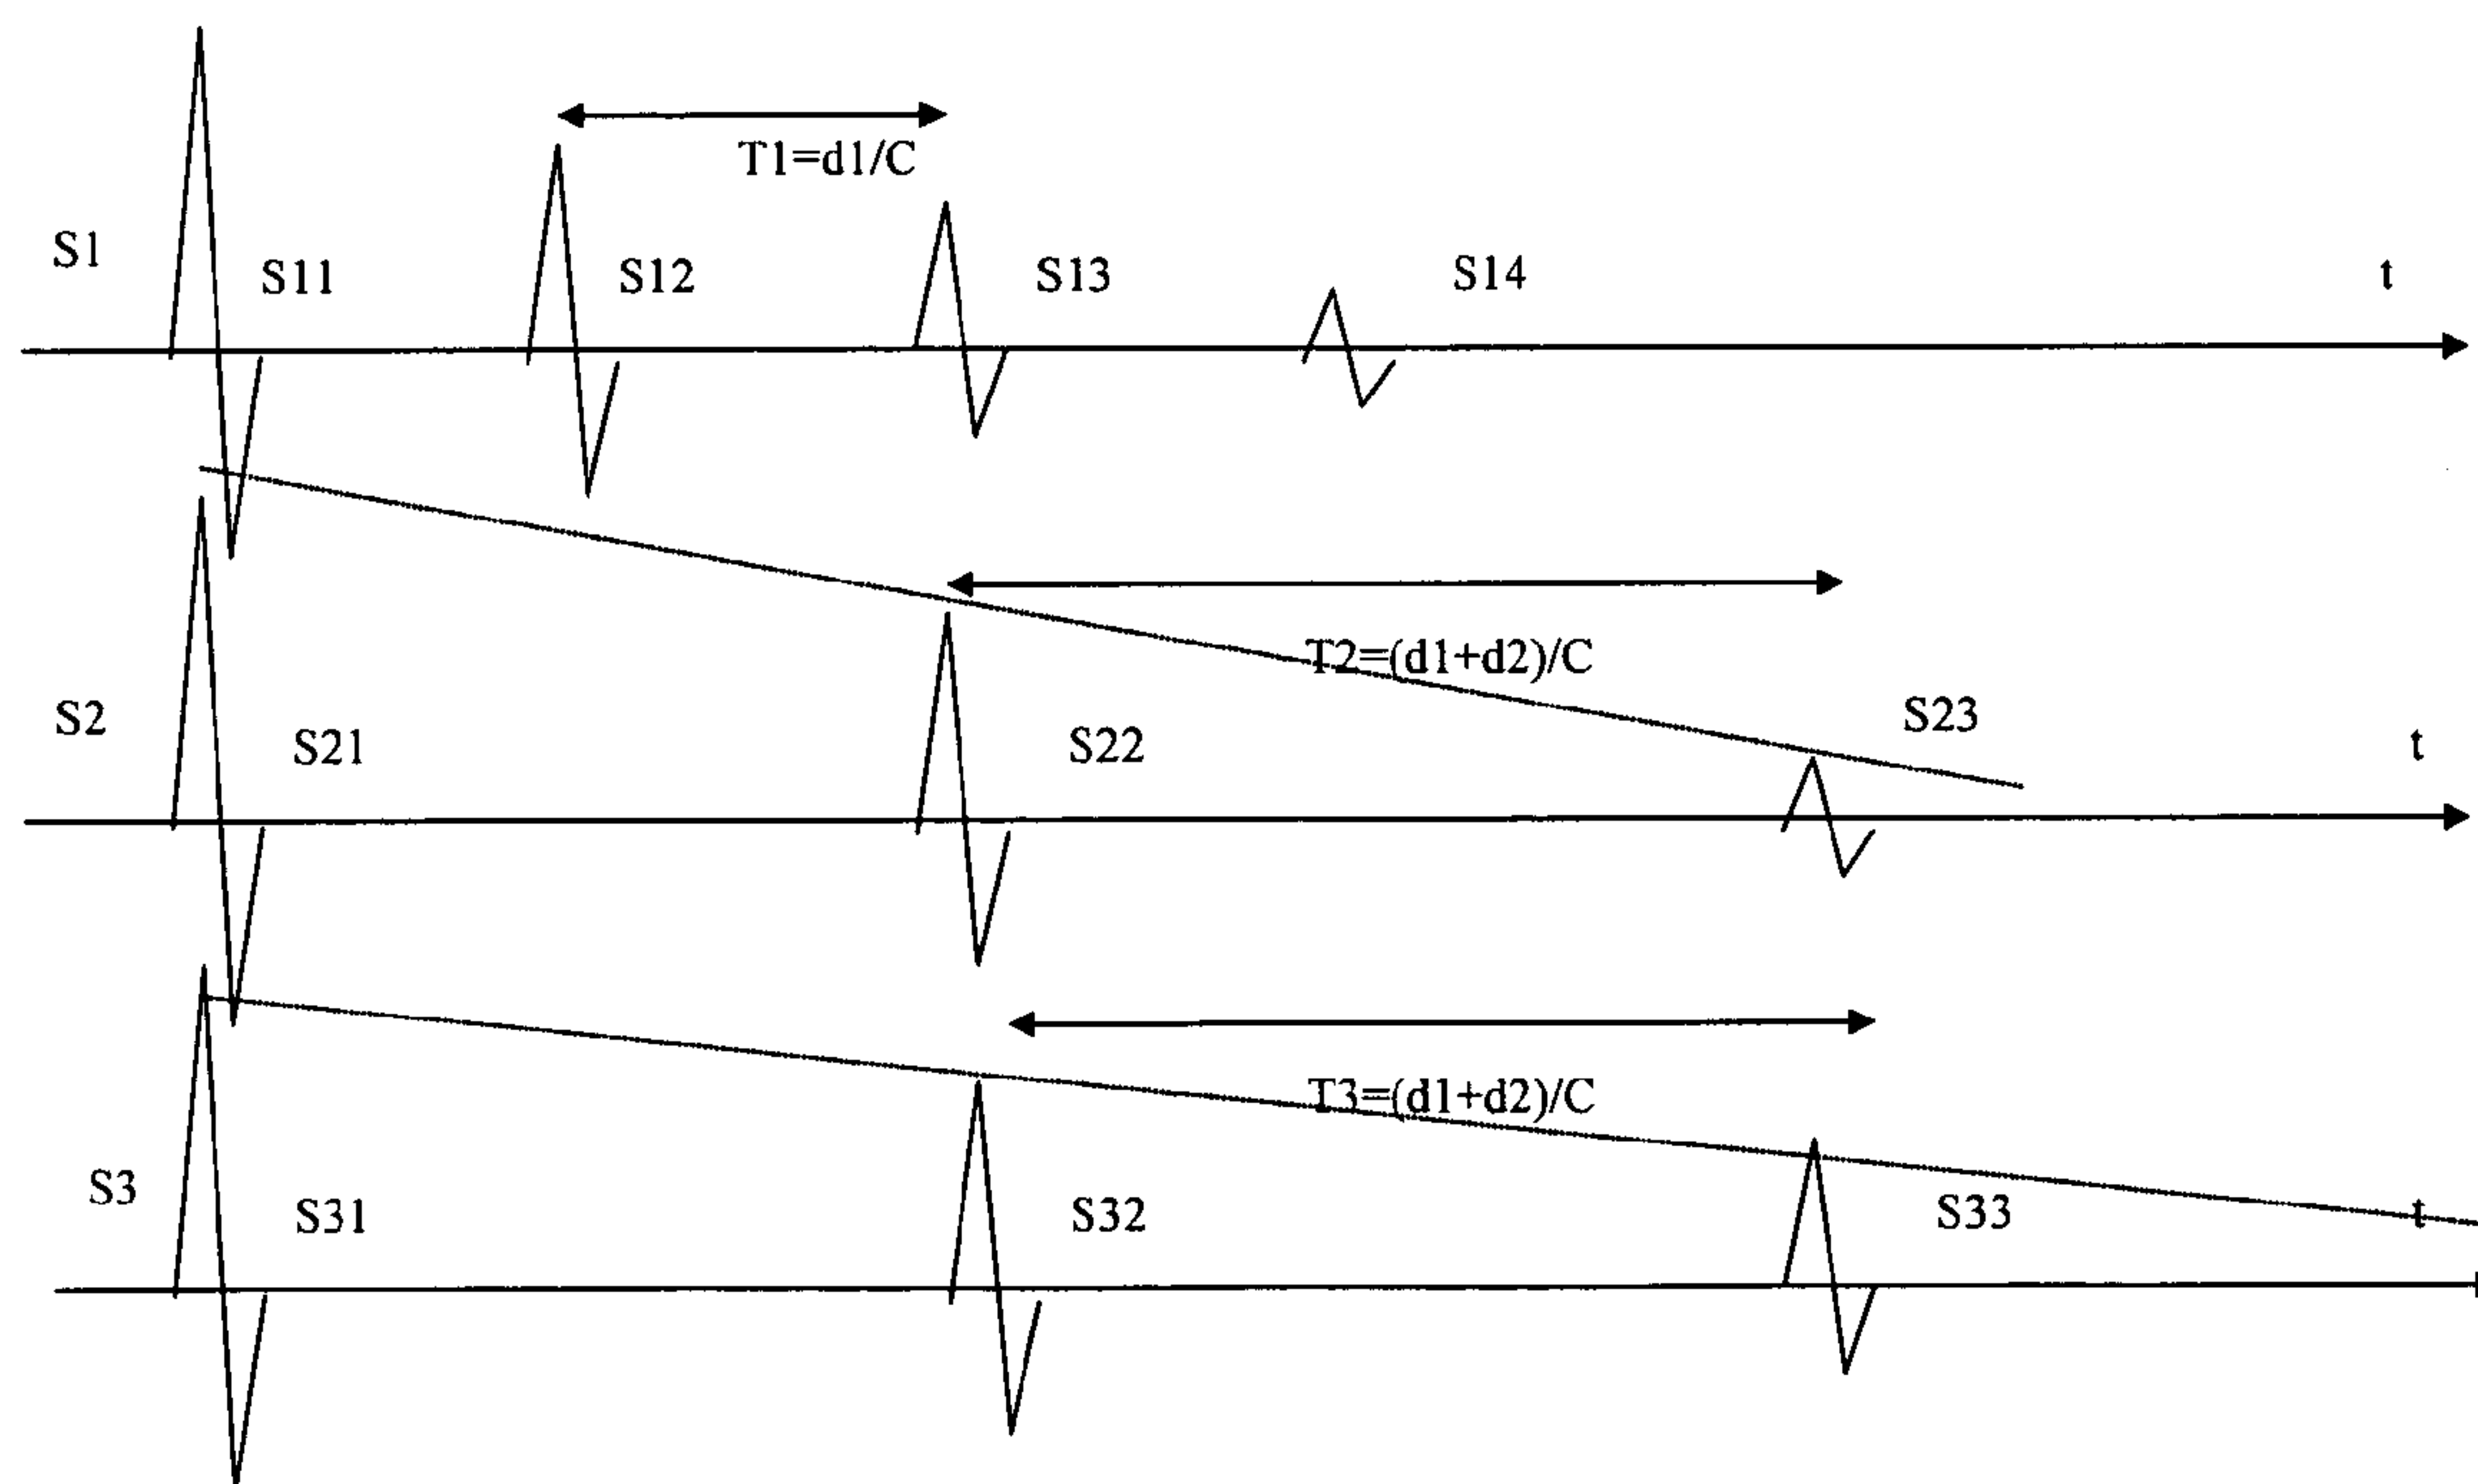 T1=d1/C
S1
S11
S12
S13
S14
t
T2=(d1+d2)/C
S2
S21
S22
S23
t
T3=(d1+d2)/C
S3
S31
S32
S33
t